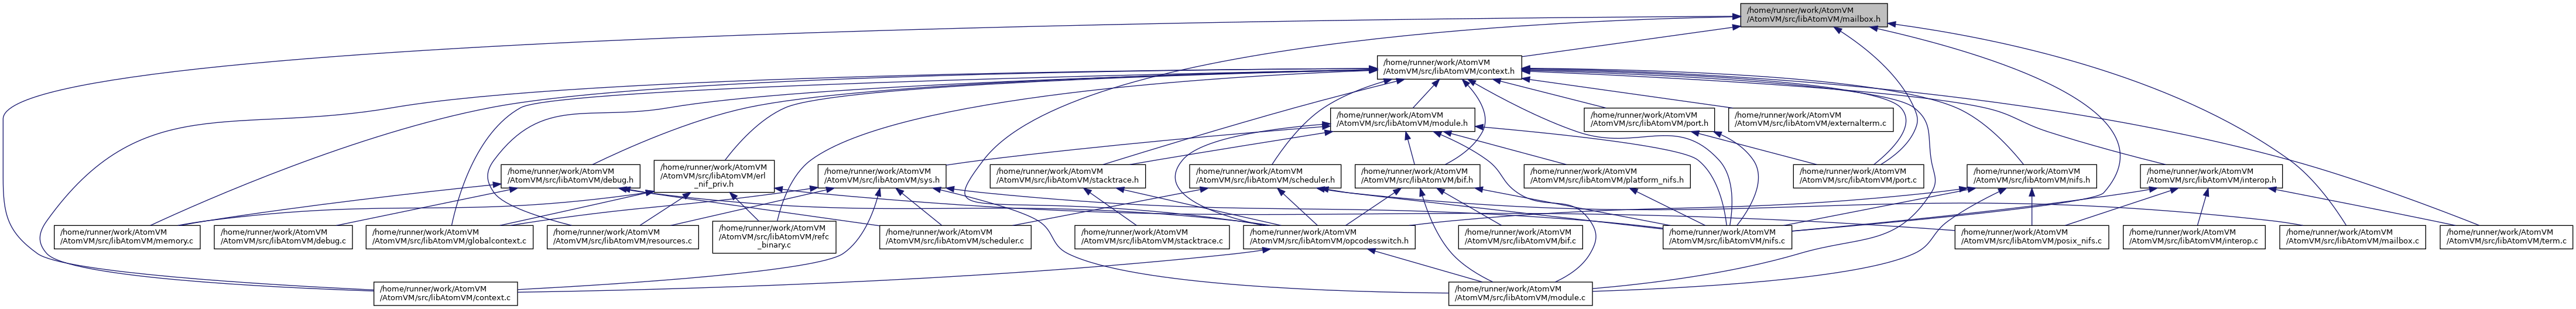 /home/runner/work/AtomVM
/AtomVM/src/libAtomVM/mailbox.h
/home/runner/work/AtomVM
/AtomVM/src/libAtomVM/context.h
/home/runner/work/AtomVM
/AtomVM/src/libAtomVM/module.h
/home/runner/work/AtomVM
/AtomVM/src/libAtomVM/port.h
/home/runner/work/AtomVM
/AtomVM/src/libAtomVM/externalterm.c
/home/runner/work/AtomVM
/AtomVM/src/libAtomVM/debug.h
/home/runner/work/AtomVM
/AtomVM/src/libAtomVM/erl
_nif_priv.h
/home/runner/work/AtomVM
/AtomVM/src/libAtomVM/sys.h
/home/runner/work/AtomVM
/AtomVM/src/libAtomVM/stacktrace.h
/home/runner/work/AtomVM
/AtomVM/src/libAtomVM/scheduler.h
/home/runner/work/AtomVM
/AtomVM/src/libAtomVM/bif.h
/home/runner/work/AtomVM
/AtomVM/src/libAtomVM/platform_nifs.h
/home/runner/work/AtomVM
/AtomVM/src/libAtomVM/port.c
/home/runner/work/AtomVM
/AtomVM/src/libAtomVM/nifs.h
/home/runner/work/AtomVM
/AtomVM/src/libAtomVM/interop.h
/home/runner/work/AtomVM
/AtomVM/src/libAtomVM/memory.c
/home/runner/work/AtomVM
/AtomVM/src/libAtomVM/debug.c
/home/runner/work/AtomVM
/AtomVM/src/libAtomVM/globalcontext.c
/home/runner/work/AtomVM
/AtomVM/src/libAtomVM/resources.c
/home/runner/work/AtomVM
/AtomVM/src/libAtomVM/refc
_binary.c
/home/runner/work/AtomVM
/AtomVM/src/libAtomVM/scheduler.c
/home/runner/work/AtomVM
/AtomVM/src/libAtomVM/stacktrace.c
/home/runner/work/AtomVM
/AtomVM/src/libAtomVM/opcodesswitch.h
/home/runner/work/AtomVM
/AtomVM/src/libAtomVM/bif.c
/home/runner/work/AtomVM
/AtomVM/src/libAtomVM/nifs.c
/home/runner/work/AtomVM
/AtomVM/src/libAtomVM/posix_nifs.c
/home/runner/work/AtomVM
/AtomVM/src/libAtomVM/interop.c
/home/runner/work/AtomVM
/AtomVM/src/libAtomVM/mailbox.c
/home/runner/work/AtomVM
/AtomVM/src/libAtomVM/term.c
/home/runner/work/AtomVM
/AtomVM/src/libAtomVM/context.c
/home/runner/work/AtomVM
/AtomVM/src/libAtomVM/module.c